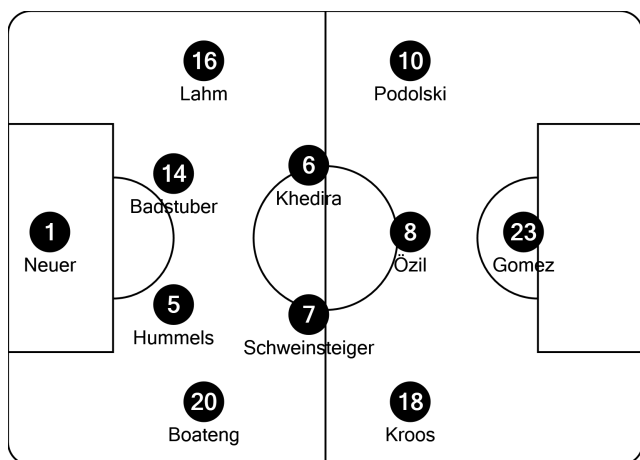 16
Lahm
10
Podolski
14
Badstuber
6
Khedira
1
Neuer
8
Özil
23
Gomez
5
Hummels
7
Schweinsteiger
20
Boateng
18
Kroos